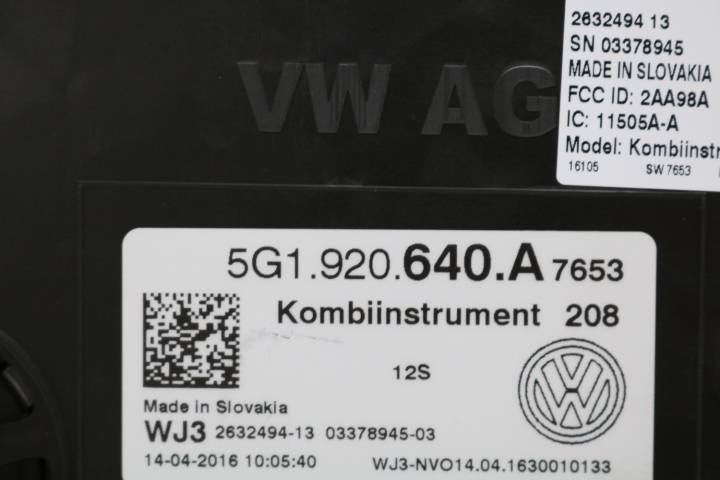 VW AG
2632494 13
SN 03378945
MADE IN SLOVAKIA
FCC ID: 2AA98A
IC: 11505A-A
Model: Kombiinstr
16105 SW 7653
5G1.920.640.A 7653
Kombiinstrument 208
12S
Made in Slovakia
WJ3 2632494-13 03378945-03
14-04-2016 10:05:40 WJ3-NVO14.04.1630010133